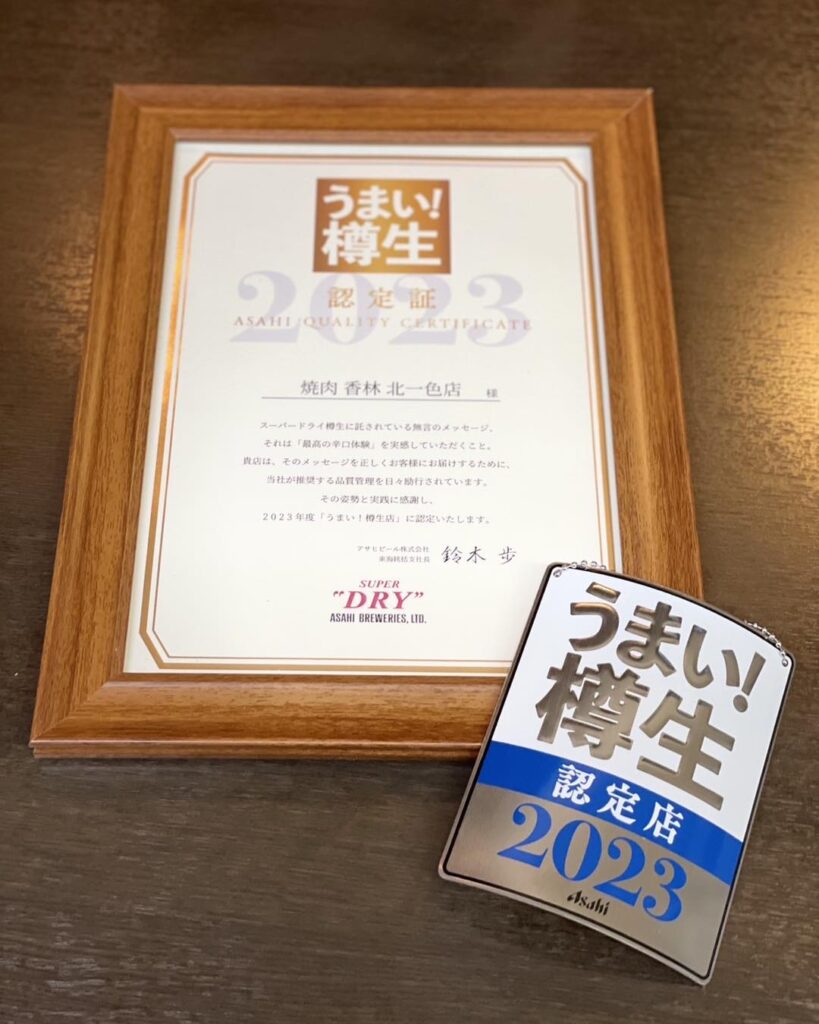 うまい!
樽生
2023
認定証
ASAHI QUALITY CERTIFICATE
焼肉 香林 北一色店 様
スーパードライ樽生に託されている無言のメッセージ、
それは「最高の辛口体験」を実感していただくこと。
貴店は、そのメッセージを正しくお客様にお届けするために、
当社が推奨する品質管理を日々励行されています。
その姿勢と実践に感謝し、
2023年度「うまい!樽生店」に認定いたします。
アサヒビール株式会社
東海統括支社長 鈴木 歩
SUPER
"DRY"
ASAHI BREWERIES, LTD.
うまい!
樽生
認定店
2023
Asahi